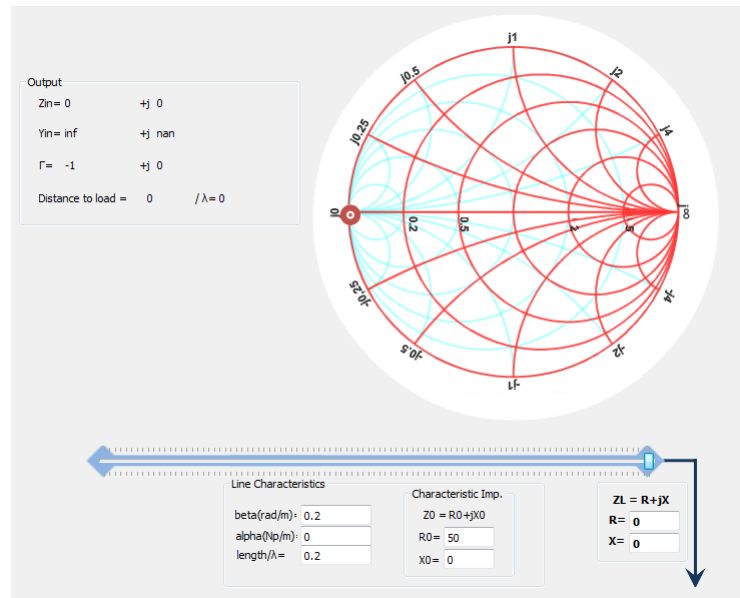 Output
Zin= 0 +j 0
Yin= inf +j nan
Γ= -1 +j 0
Distance to load = 0 / λ= 0
j1
j0.5
j2
j0.25
j4
0j
0.2
0.5
2
5
j∞
-j0.25
-j4
-j0.5
-j2
-j1
Line Characteristics
beta(rad/m): 0.2
alpha(Np/m): 0
length/λ= 0.2
Characteristic Imp.
Z0 = R0+jX0
R0= 50
X0= 0
ZL = R+jX
R= 0
X= 0